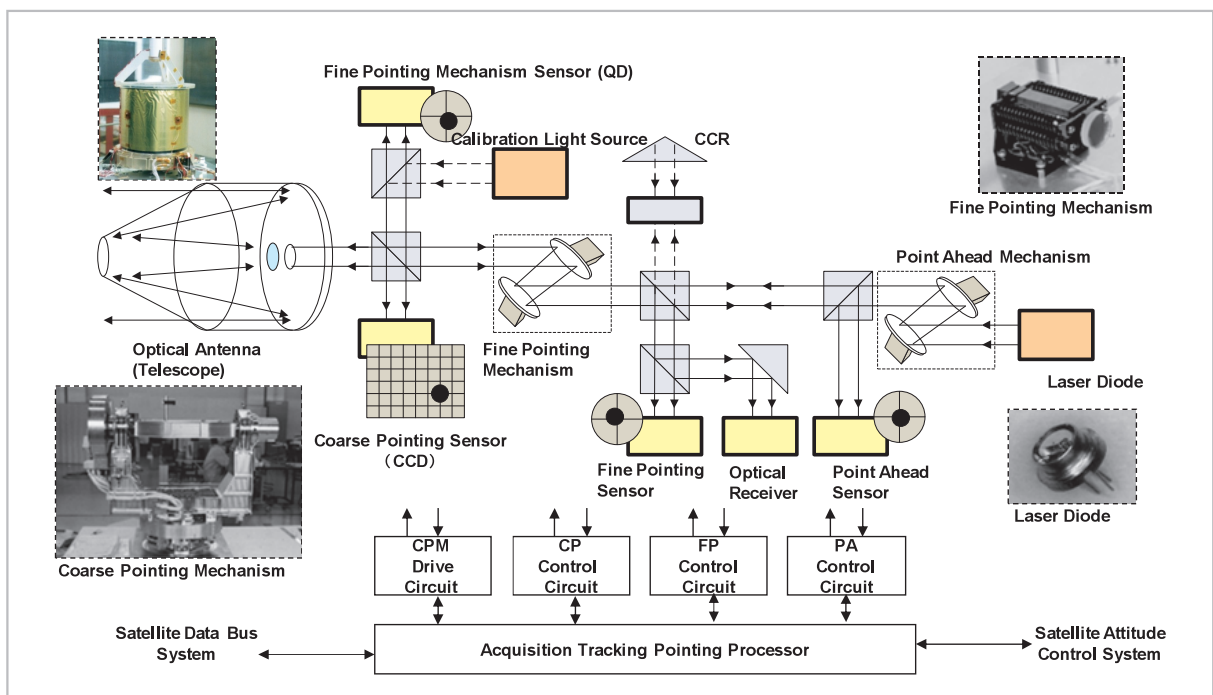 Fine Pointing Mechanism Sensor (QD)
Calibration Light Source
CCR
Fine Pointing Mechanism
Point Ahead Mechanism
Optical Antenna
(Telescope)
Fine Pointing
Mechanism
Laser Diode
Coarse Pointing Sensor
(CCD)
Fine Pointing
Sensor
Optical
Receiver
Point Ahead
Sensor
Laser Diode
Coarse Pointing Mechanism
CPM
Drive
Circuit
CP
Control
Circuit
FP
Control
Circuit
PA
Control
Circuit
Satellite Data Bus
System
Acquisition Tracking Pointing Processor
Satellite Attitude
Control System